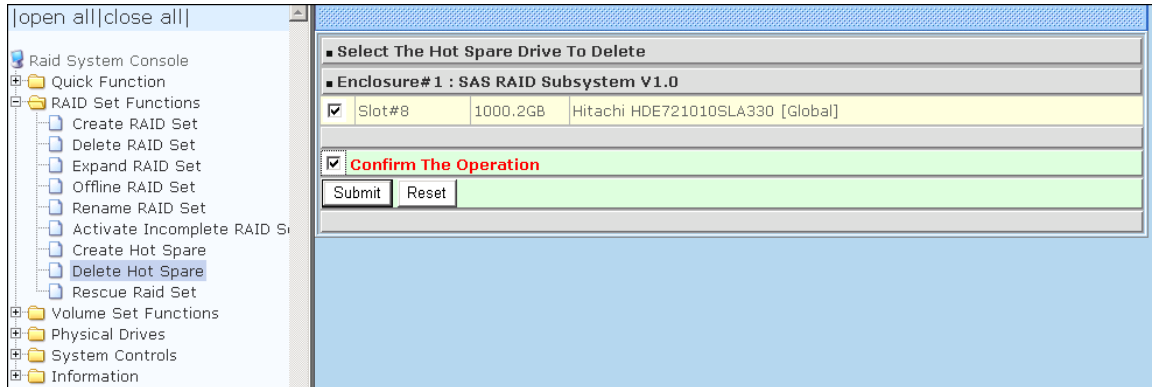 |open all|close all|
Raid System Console
Quick Function
RAID Set Functions
Create RAID Set
Delete RAID Set
Expand RAID Set
Offline RAID Set
Rename RAID Set
Activate Incomplete RAID
Create Hot Spare
Delete Hot Spare
Rescue Raid Set
Volume Set Functions
Physical Drives
System Controls
Information
Select The Hot Spare Drive To Delete
Enclosure#1 : SAS RAID Subsystem V1.0
Slot#8 1000.2GB Hitachi HDE721010SLA330 [Global]
Confirm The Operation
Submit Reset